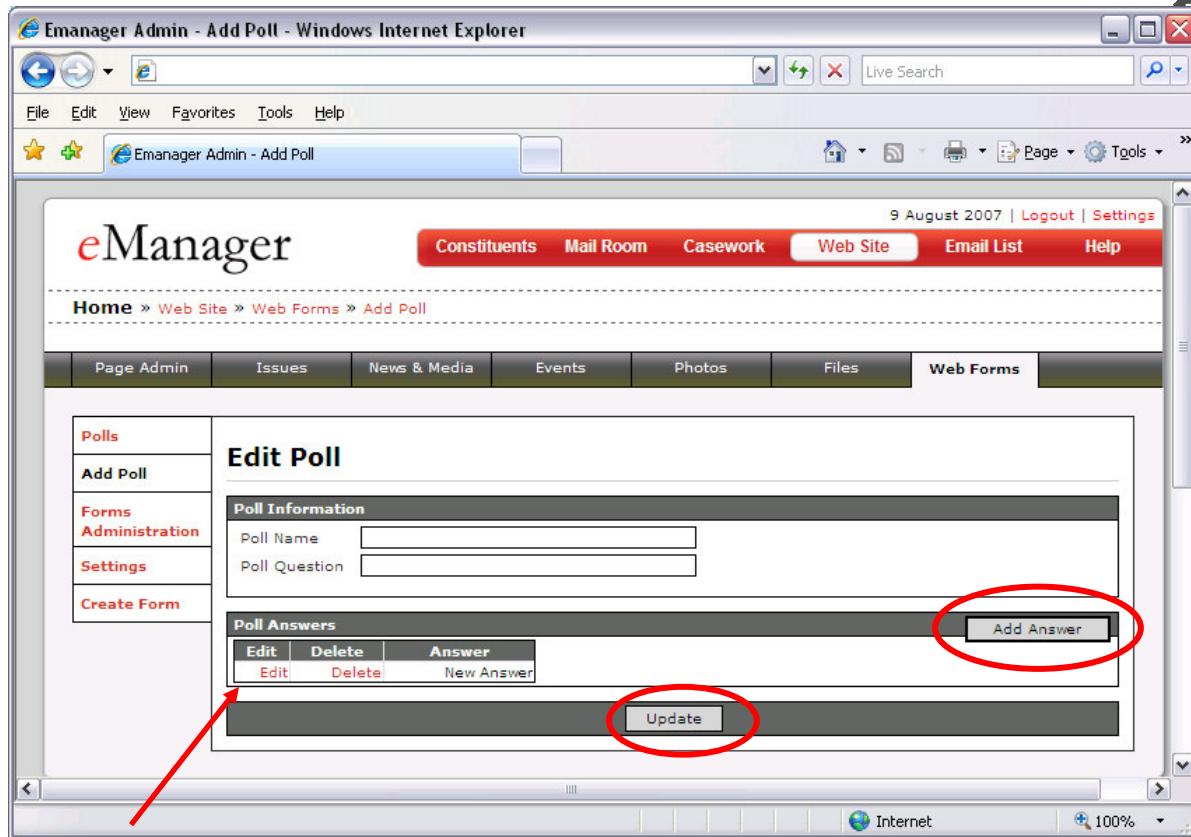 Emanager Admin - Add Poll - Windows Internet Explorer
Live Search
File Edit View Favorites Tools Help
Emanager Admin - Add Poll
Page Tools »
9 August 2007 | Logout | Settings
eManager
Constituents Mail Room Casework Web Site Email List Help
Home » Web Site » Web Forms » Add Poll
Page Admin Issues News & Media Events Photos Files Web Forms
Polls
Add Poll
Forms
Administration
Settings
Create Form
Edit Poll
Poll Information
Poll Name
Poll Question
Poll Answers
Add Answer
Edit Delete Answer
Edit Delete New Answer
Update
Internet
100%